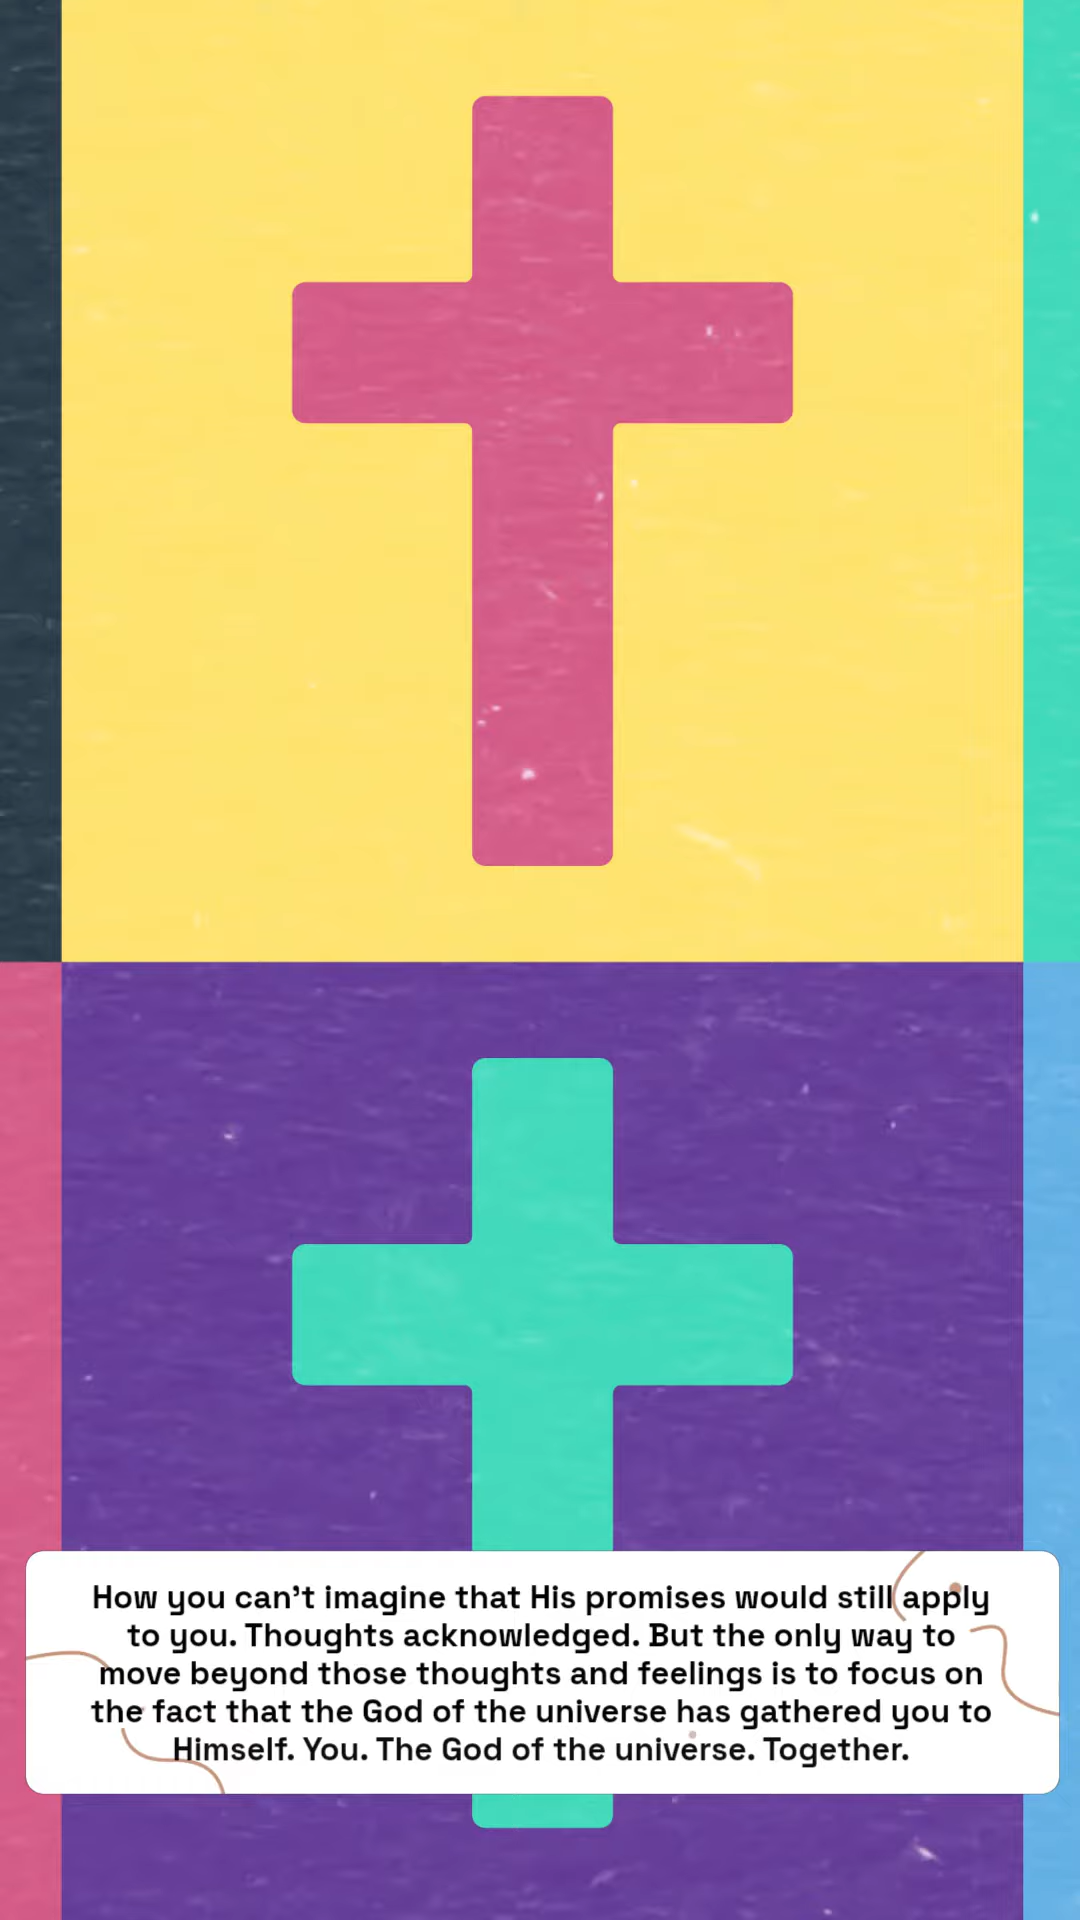 How you can't imagine that His promises would still apply
to you. Thoughts acknowledged. But the only way to
move beyond those thoughts and feelings is to focus on
the fact that the God of the universe has gathered you to
Himself. You. The God of the universe. Together.